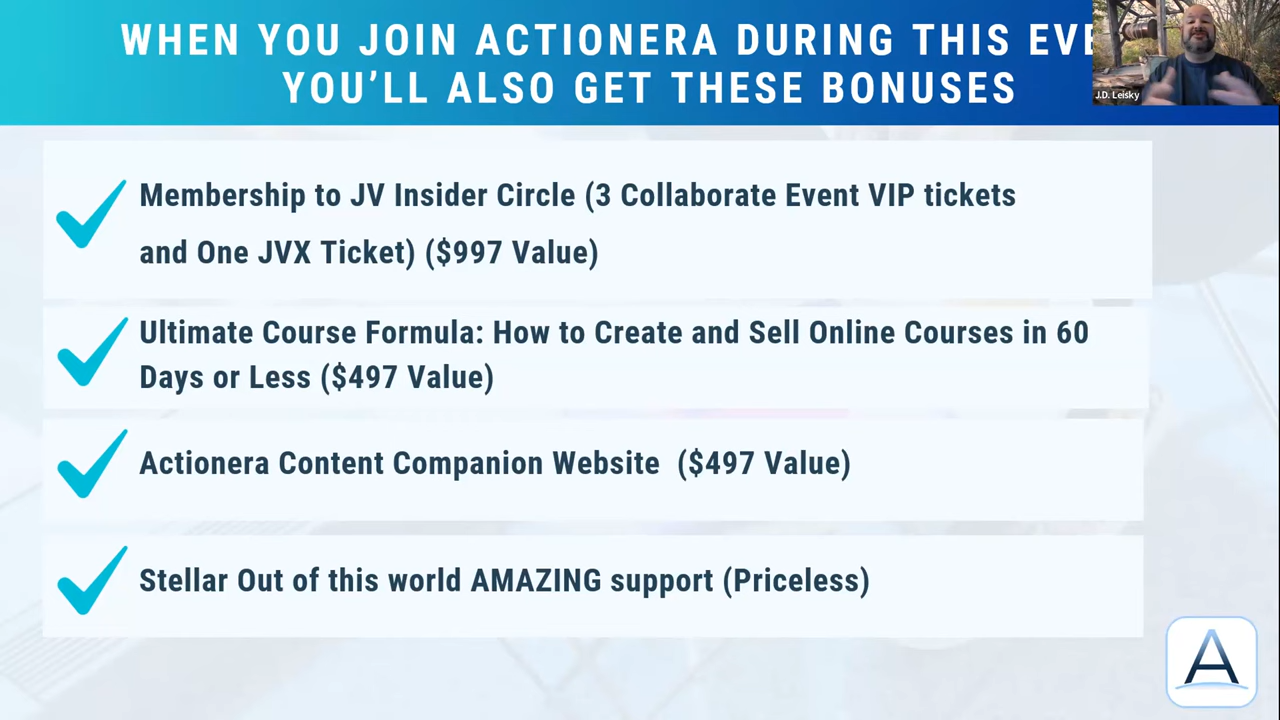 WHEN YOU JOIN ACTIONERA DURING THIS EVE
YOU'LL ALSO GET THESE BONUSES
J.D. Leisky
Membership to JV Insider Circle (3 Collaborate Event VIP tickets
and One JVX Ticket) ($997 Value)
Ultimate Course Formula: How to Create and Sell Online Courses in 60
Days or Less ($497 Value)
Actionera Content Companion Website ($497 Value)
Stellar Out of this world AMAZING support (Priceless)
A